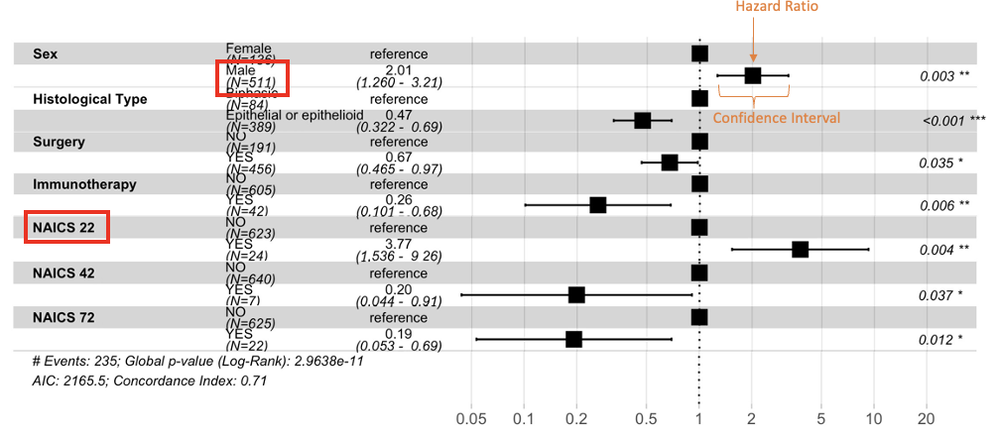 Hazard Ratio
Sex
Female
(N=136)
reference
Male
(N=511)
2.01
(1.260 - 3.21)
0.003 **
Histological Type
Biphasic
(N=84)
reference
Epithelial or epithelioid
(N=389)
0.47
(0.322 - 0.69)
<0.001 ***
Confidence Interval
Surgery
NO
(N=191)
reference
YES
(N=456)
0.67
(0.465 - 0.97)
0.035 *
Immunotherapy
NO
(N=605)
reference
YES
(N=42)
0.26
(0.101 - 0.68)
0.006 **
NAICS 22
NO
(N=623)
reference
YES
(N=24)
3.77
(1.536 - 9 26)
0.004 **
NAICS 42
NO
(N=640)
reference
YES
(N=7)
0.20
(0.044 - 0.91)
0.037 *
NAICS 72
NO
(N=625)
reference
YES
(N=22)
0.19
(0.053 - 0.69)
0.012 *
# Events: 235; Global p-value (Log-Rank): 2.9638e-11
AIC: 2165.5; Concordance Index: 0.71
0.05 0.1 0.2 0.5 1 2 5 10 20